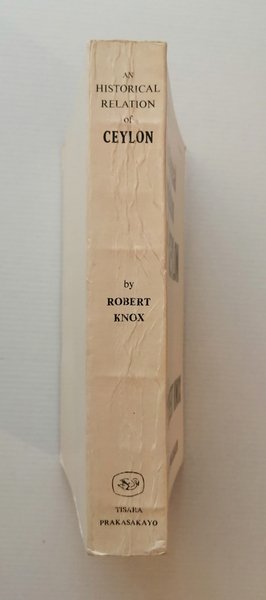 AN
HISTORICAL
RELATION
of
CEYLON
by
ROBERT
KNOX
TISARA
PRAKASAKAYO